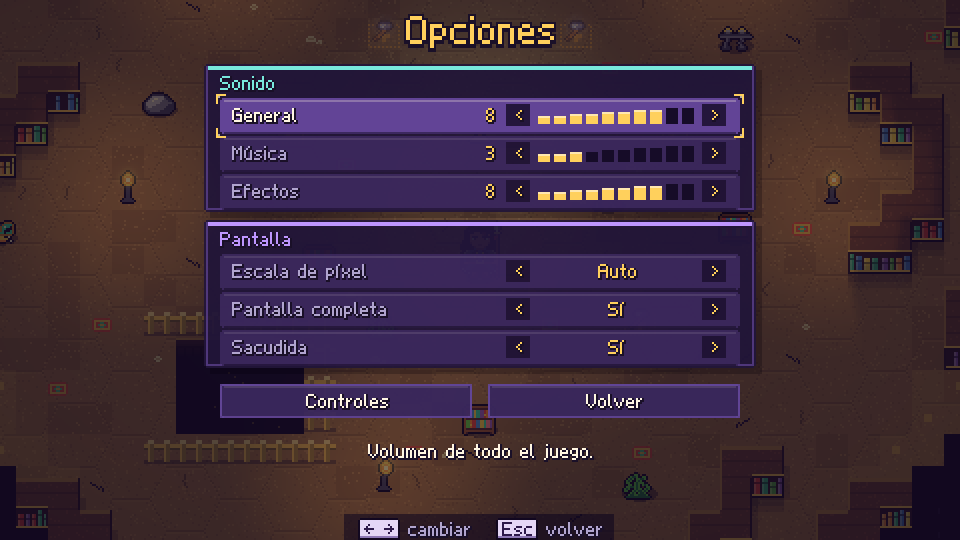 Opciones
Sonido
General 8 < >
Música 3 < >
Efectos 8 < >
Pantalla
Escala de píxel < Auto >
Pantalla completa < Sí >
Sacudida < Sí >
Controles Volver
Volumen de todo el juego.
← → cambiar Esc volver